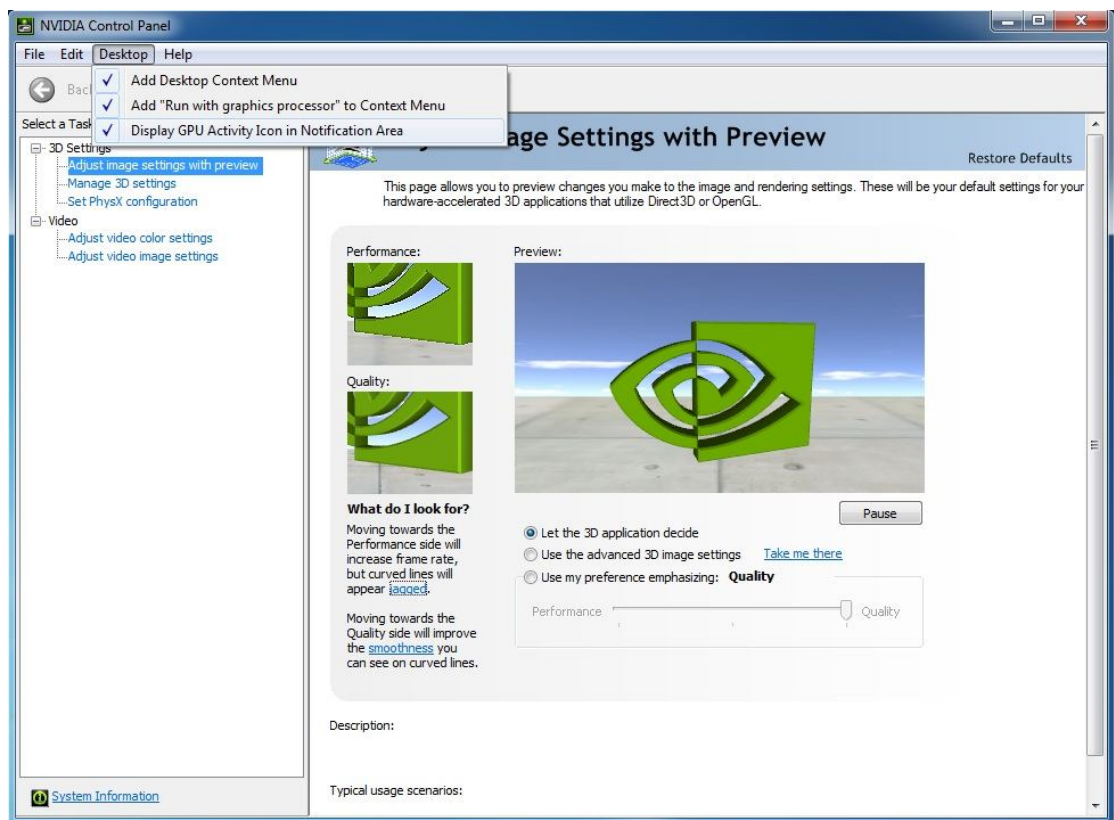 NVIDIA Control Panel
File Edit Desktop Help
Add Desktop Context Menu
Add "Run with graphics processor" to Context Menu
Display GPU Activity Icon in Notification Area
Select a Task
3D Settings
Adjust image settings with preview
Manage 3D settings
Set PhysX configuration
Video
Adjust video color settings
Adjust video image settings
System Information
Settings with Preview
Restore Defaults
This page allows you to preview changes you make to the image and rendering settings. These will be your default settings for your
hardware-accelerated 3D applications that utilize Direct3D or OpenGL.
Performance:
Quality:
What do I look for?
Moving towards the
Performance side will
increase frame rate,
but curved lines will
appear jagged.
Moving towards the
Quality side will improve
the smoothness you
can see on curved lines.
Preview:
Pause
Let the 3D application decide
Use the advanced 3D image settings Take me there
Use my preference emphasizing: Quality
Performance Quality
Description:
Typical usage scenarios: